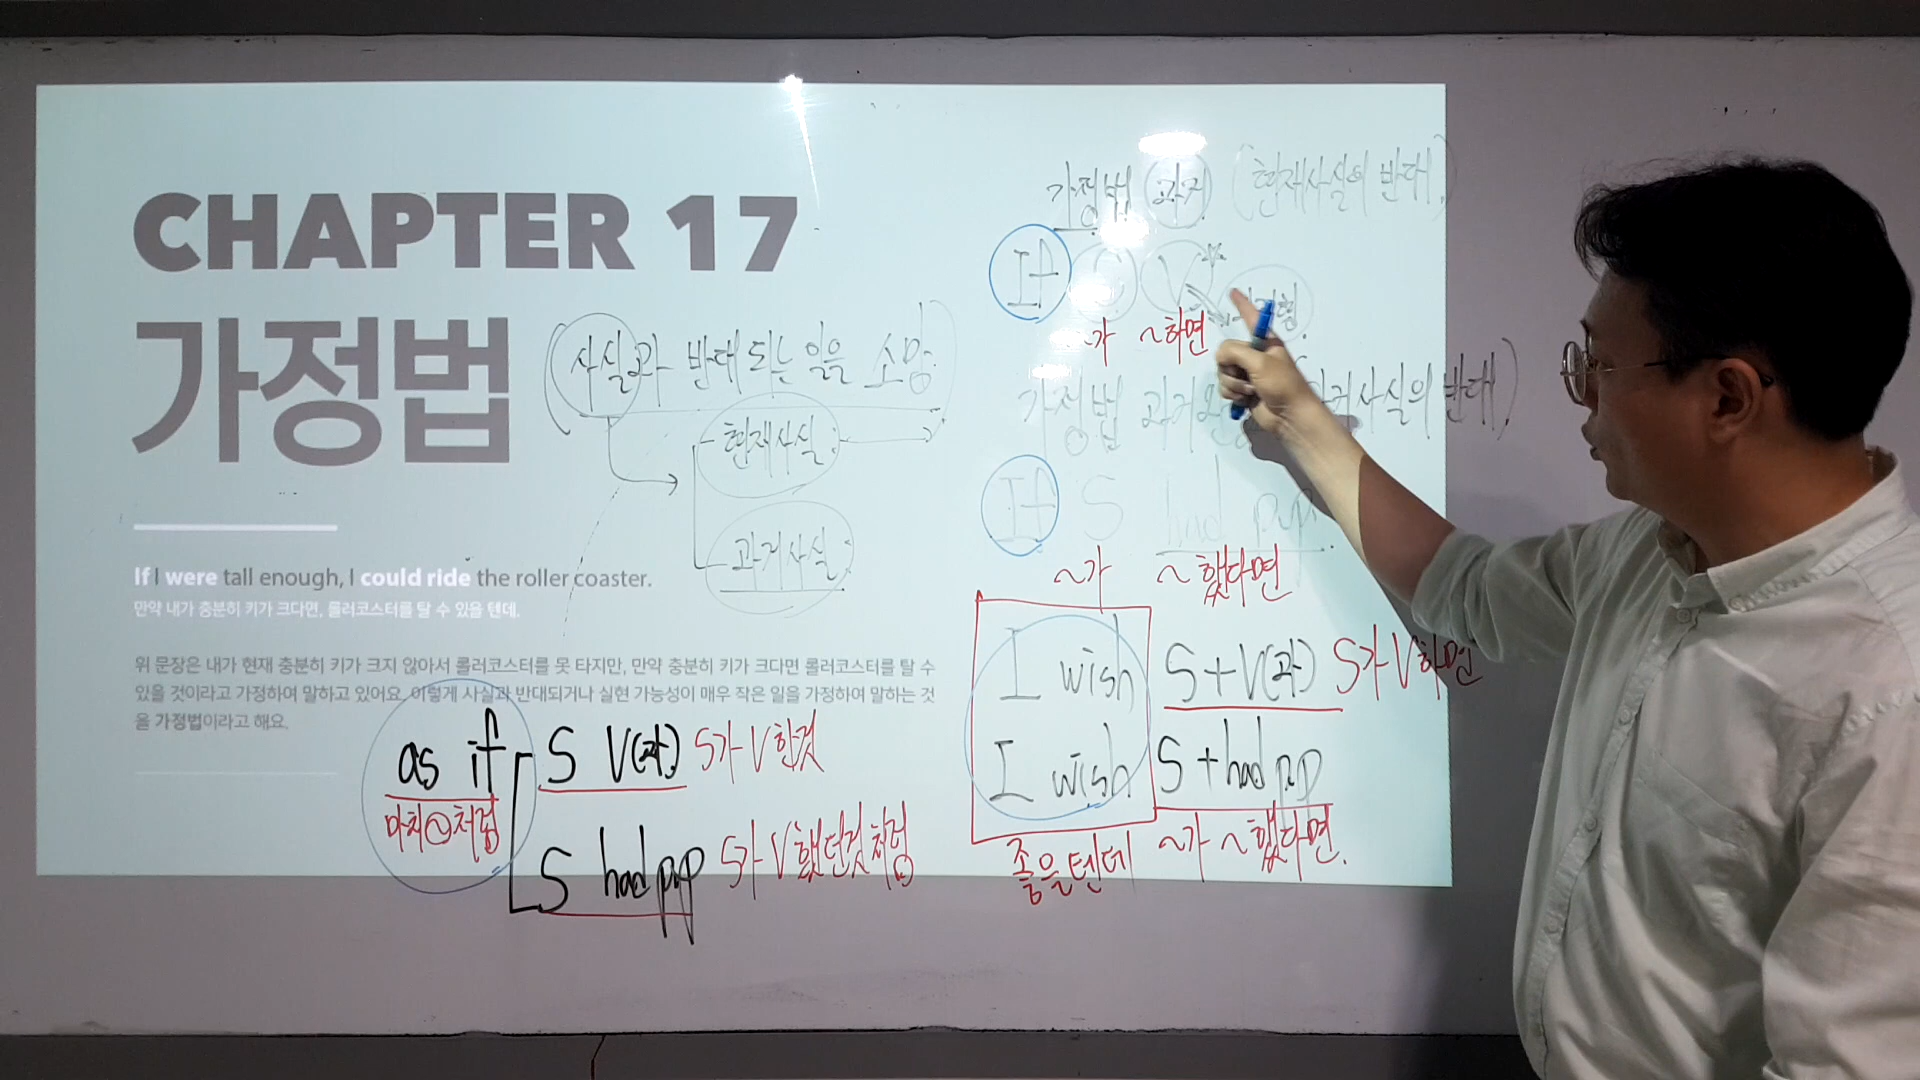 CHAPTER 17
가정법
(사실과 반대되는 일을 소망.
현재사실.
과거사실.
If I were tall enough, I could ride the roller coaster.
만약 내가 충분히 키가 크다면, 롤러코스터를 탈 수 있을 텐데.
위 문장은 내가 현재 충분히 키가 크지 않아서 롤러코스터를 못 타지만, 만약 충분히 키가 크다면 롤러코스터를 탈 수
있을 것이라고 가정하여 말하고 있어요. 이렇게 사실과 반대되거나 실현 가능성이 매우 작은 일을 가정하여 말하는 것
을 가정법이라고 해요.
as if
마치~처럼
S V(과) S가 V한것
S had p.p S가 V했던것처럼
가정법 과거 (현재사실의 반대)
If S V
~가 ~하면
가정법 과거사실의 반대)
If S had p.p
~가 ~했다면
I wish S+V(과) S가 V하면
I wish S+had p.p
좋을텐데 ~가 ~했다면.